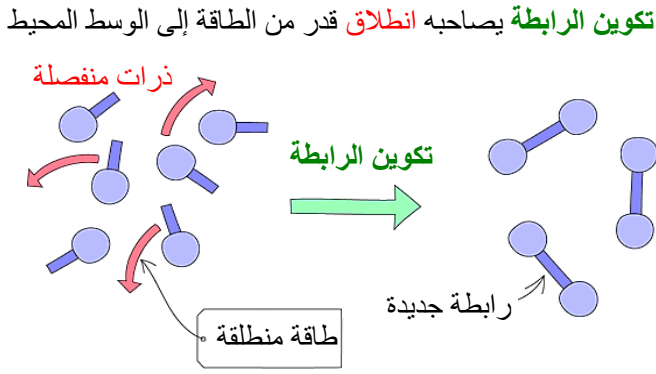 تكوين الرابطة يصاحبه انطلاق قدر من الطاقة إلى الوسط المحيط
ذرات منفصلة
تكوين الرابطة
رابطة جديدة
طاقة منطلقة